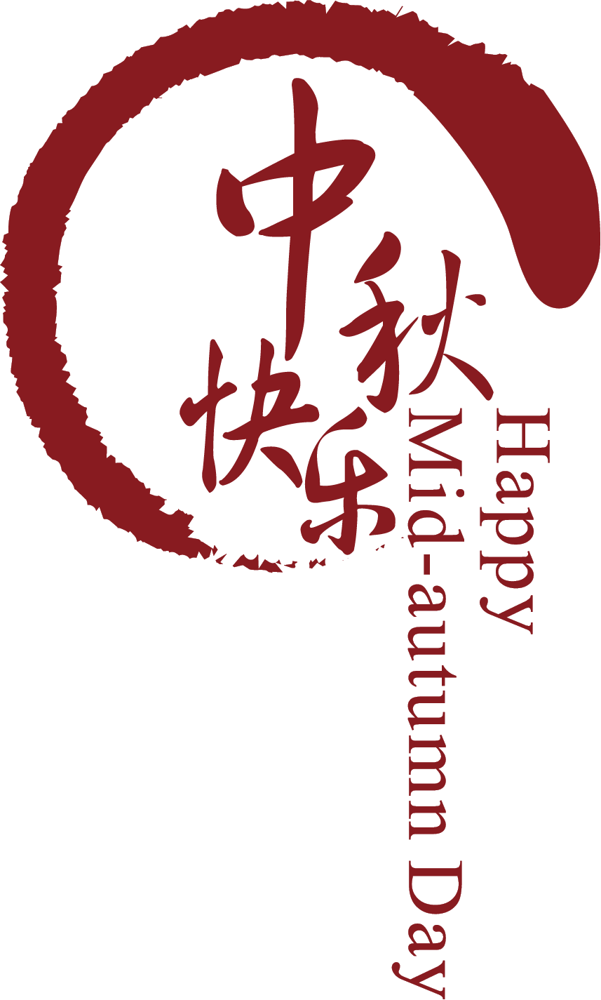 中秋
快乐
Happy
Mid-autumn Day